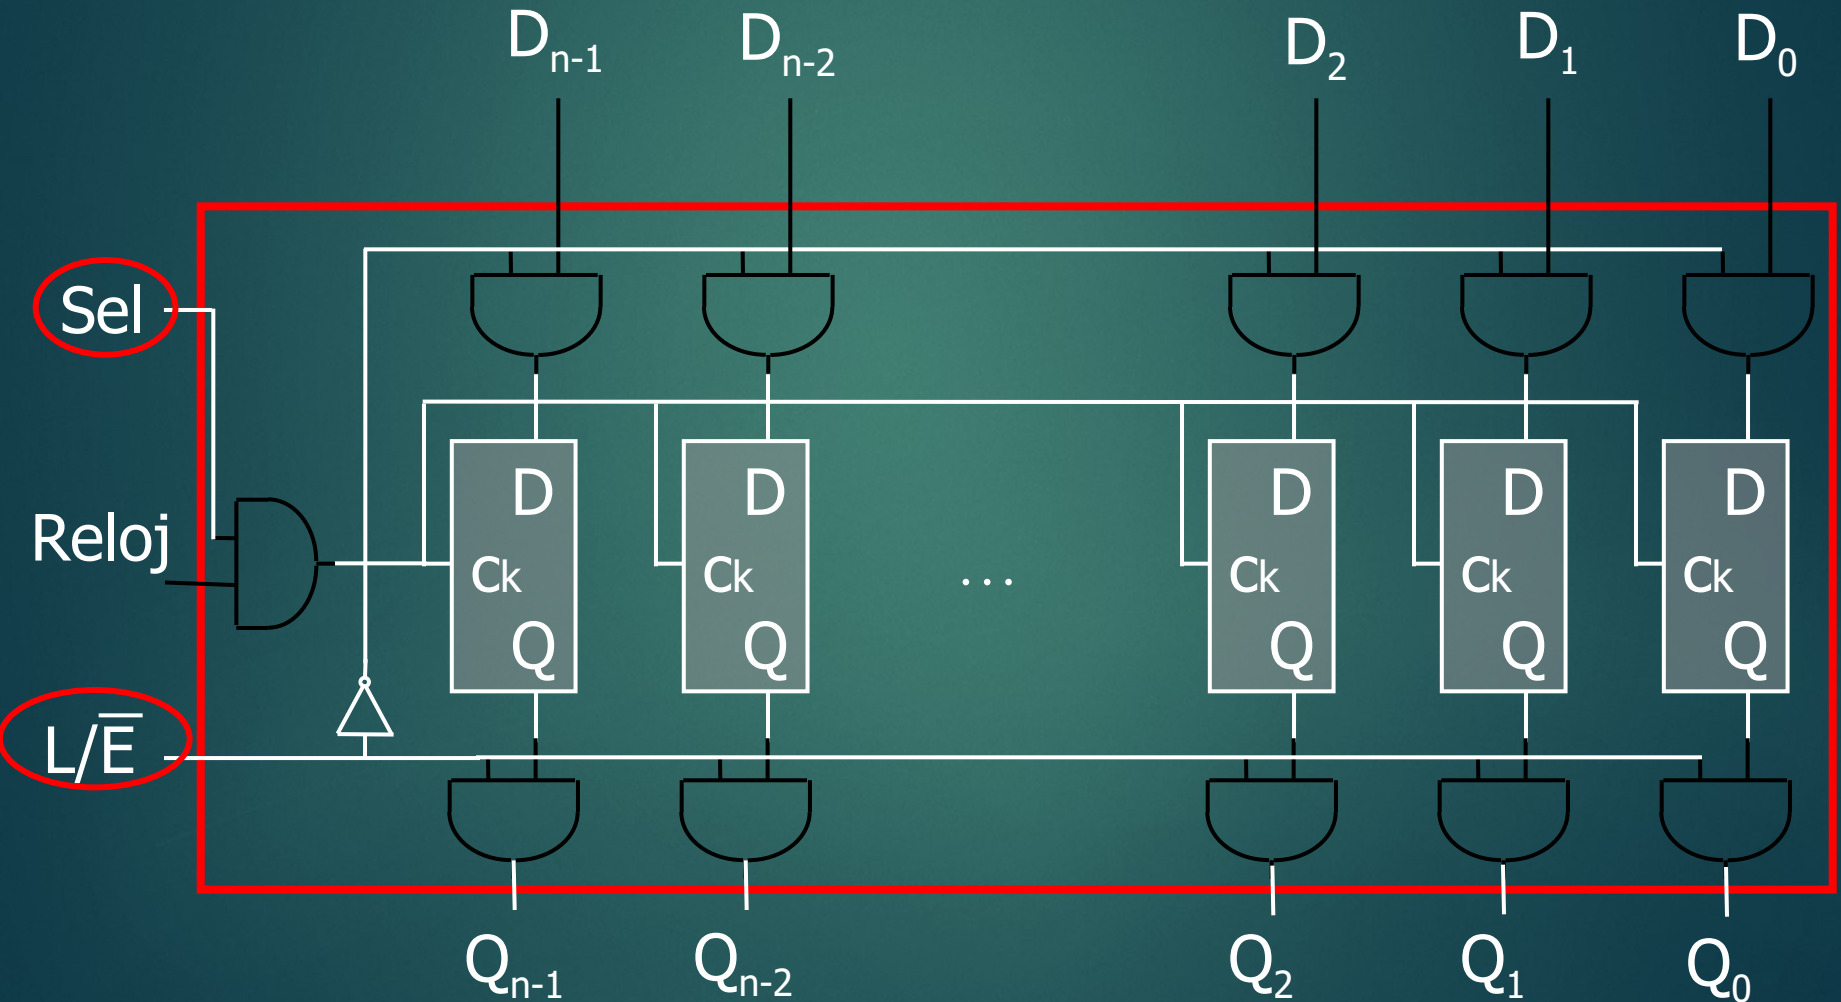 Dₙ₋₁ Dₙ₋₂ D₂ D₁ D₀
Sel
Reloj
D D D D D
Ck Ck ... Ck Ck Ck
Q Q Q Q Q
L/E̅
Qₙ₋₁ Qₙ₋₂ Q₂ Q₁ Q₀